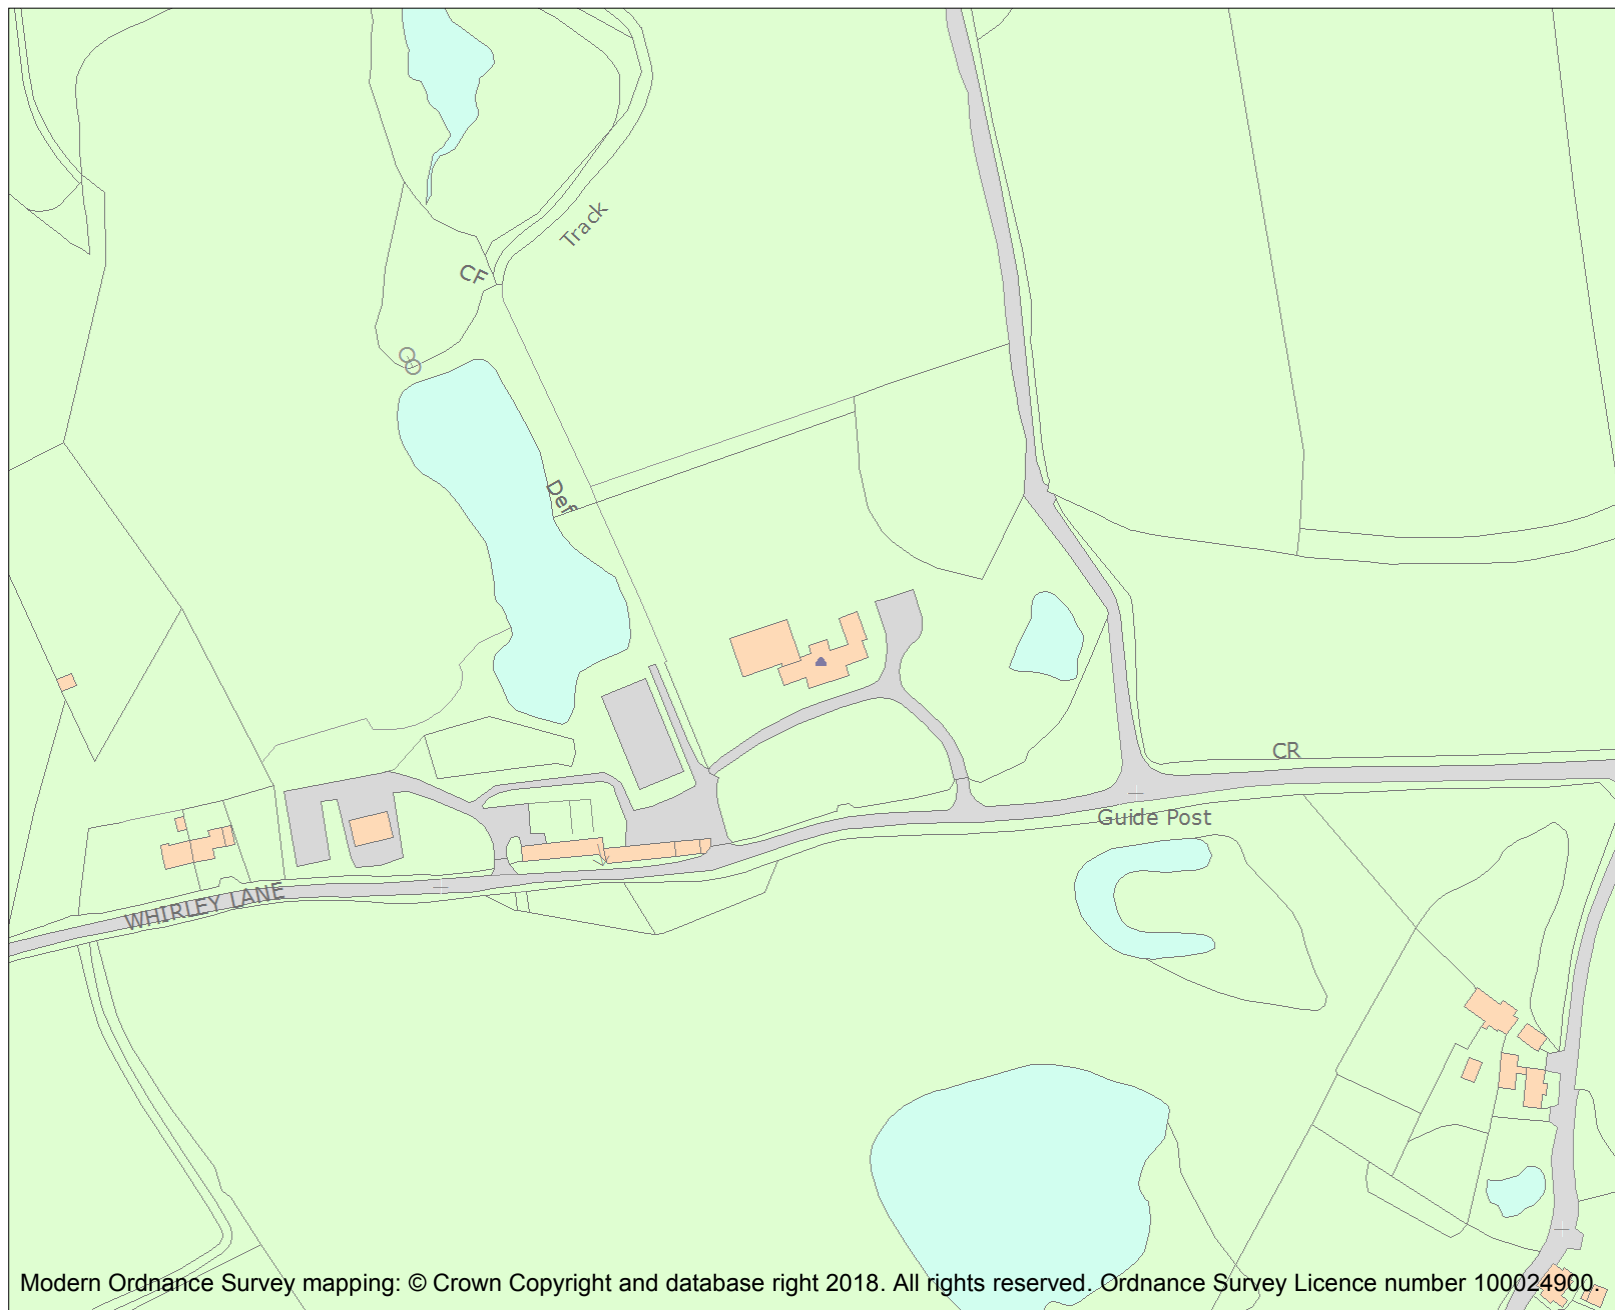 Track
CF
Def
CR
Guide Post
WHIRLEY LANE
Modern Ordnance Survey mapping: © Crown Copyright and database right 2018. All rights reserved. Ordnance Survey Licence number 100024900.